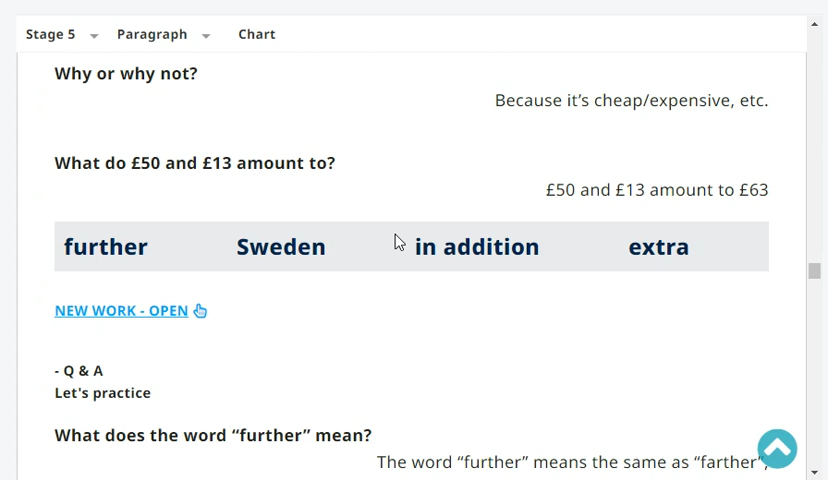 Stage 5 Paragraph Chart
Why or why not?
Because it’s cheap/expensive, etc.
What do £50 and £13 amount to?
£50 and £13 amount to £63
further Sweden in addition extra
NEW WORK - OPEN
- Q & A
Let's practice
What does the word “further” mean?
The word “further” means the same as “farther”,